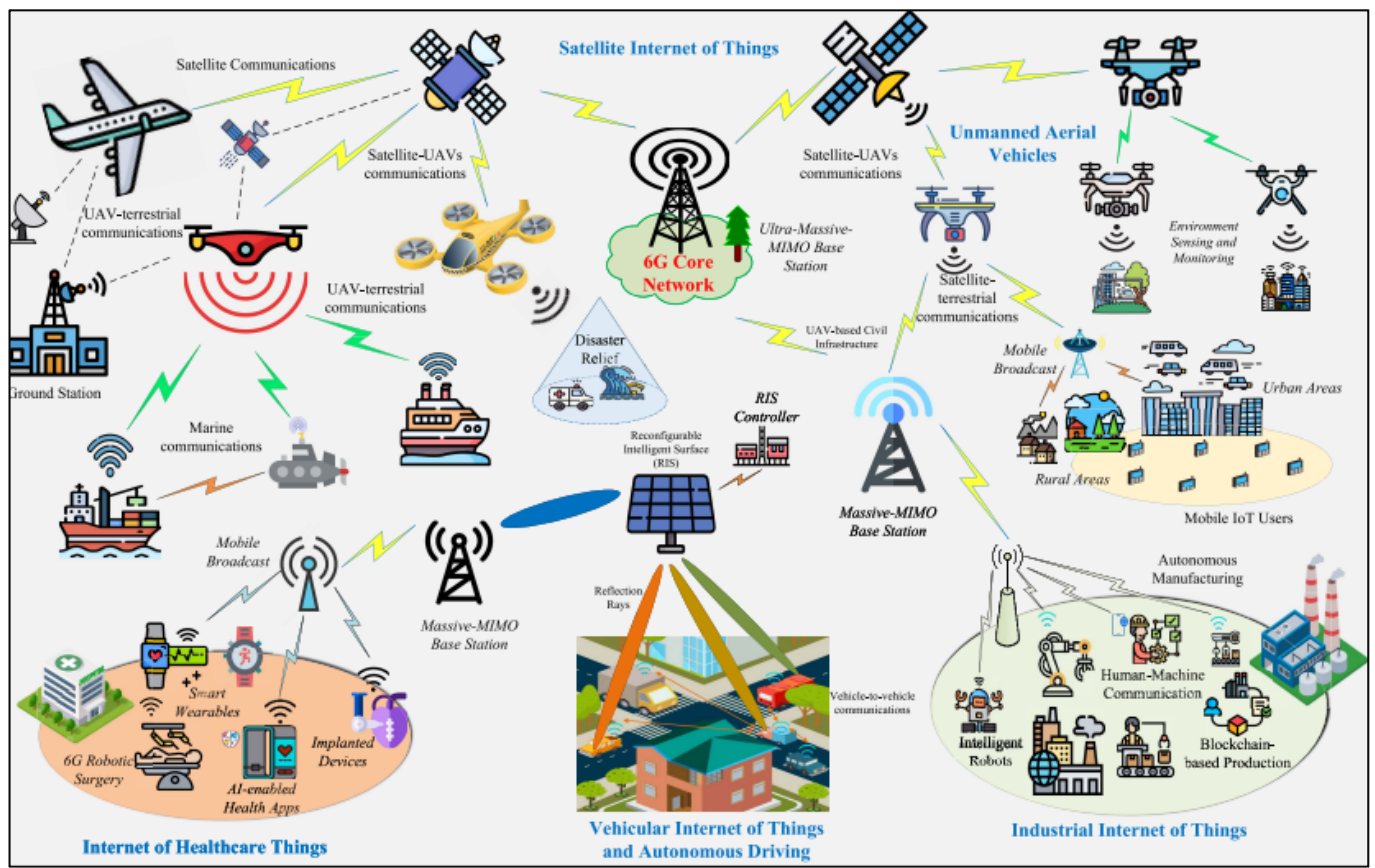 Satellite Internet of Things
Satellite Communications
Unmanned Aerial
Vehicles
Satellite-UAVs
communications
Satellite-UAVs
communications
UAV-terrestrial
communications
Ultra-Massive-
MIMO Base
Station
Environment
Sensing and
Monitoring
6G Core
Network
UAV-terrestrial
communications
Satellite-
terrestrial
communications
UAV-based Civil
Infrastructure
Disaster
Relief
Mobile
Broadcast
Urban Areas
Ground Station
RIS
Controller
Marine
communications
Reconfigurable
Intelligent Surface
(RIS)
Rural Areas
Massive-MIMO
Base Station
Mobile IoT Users
Mobile
Broadcast
Autonomous
Manufacturing
Reflection
Rays
Massive-MIMO
Base Station
Human-Machine
Communication
Smart
Wearables
Vehicle-to-vehicle
communications
Implanted
Devices
Intelligent
Robots
Blockchain-
based Production
6G Robotic
Surgery
AI-enabled
Health Apps
Internet of Healthcare Things
Vehicular Internet of Things
and Autonomous Driving
Industrial Internet of Things